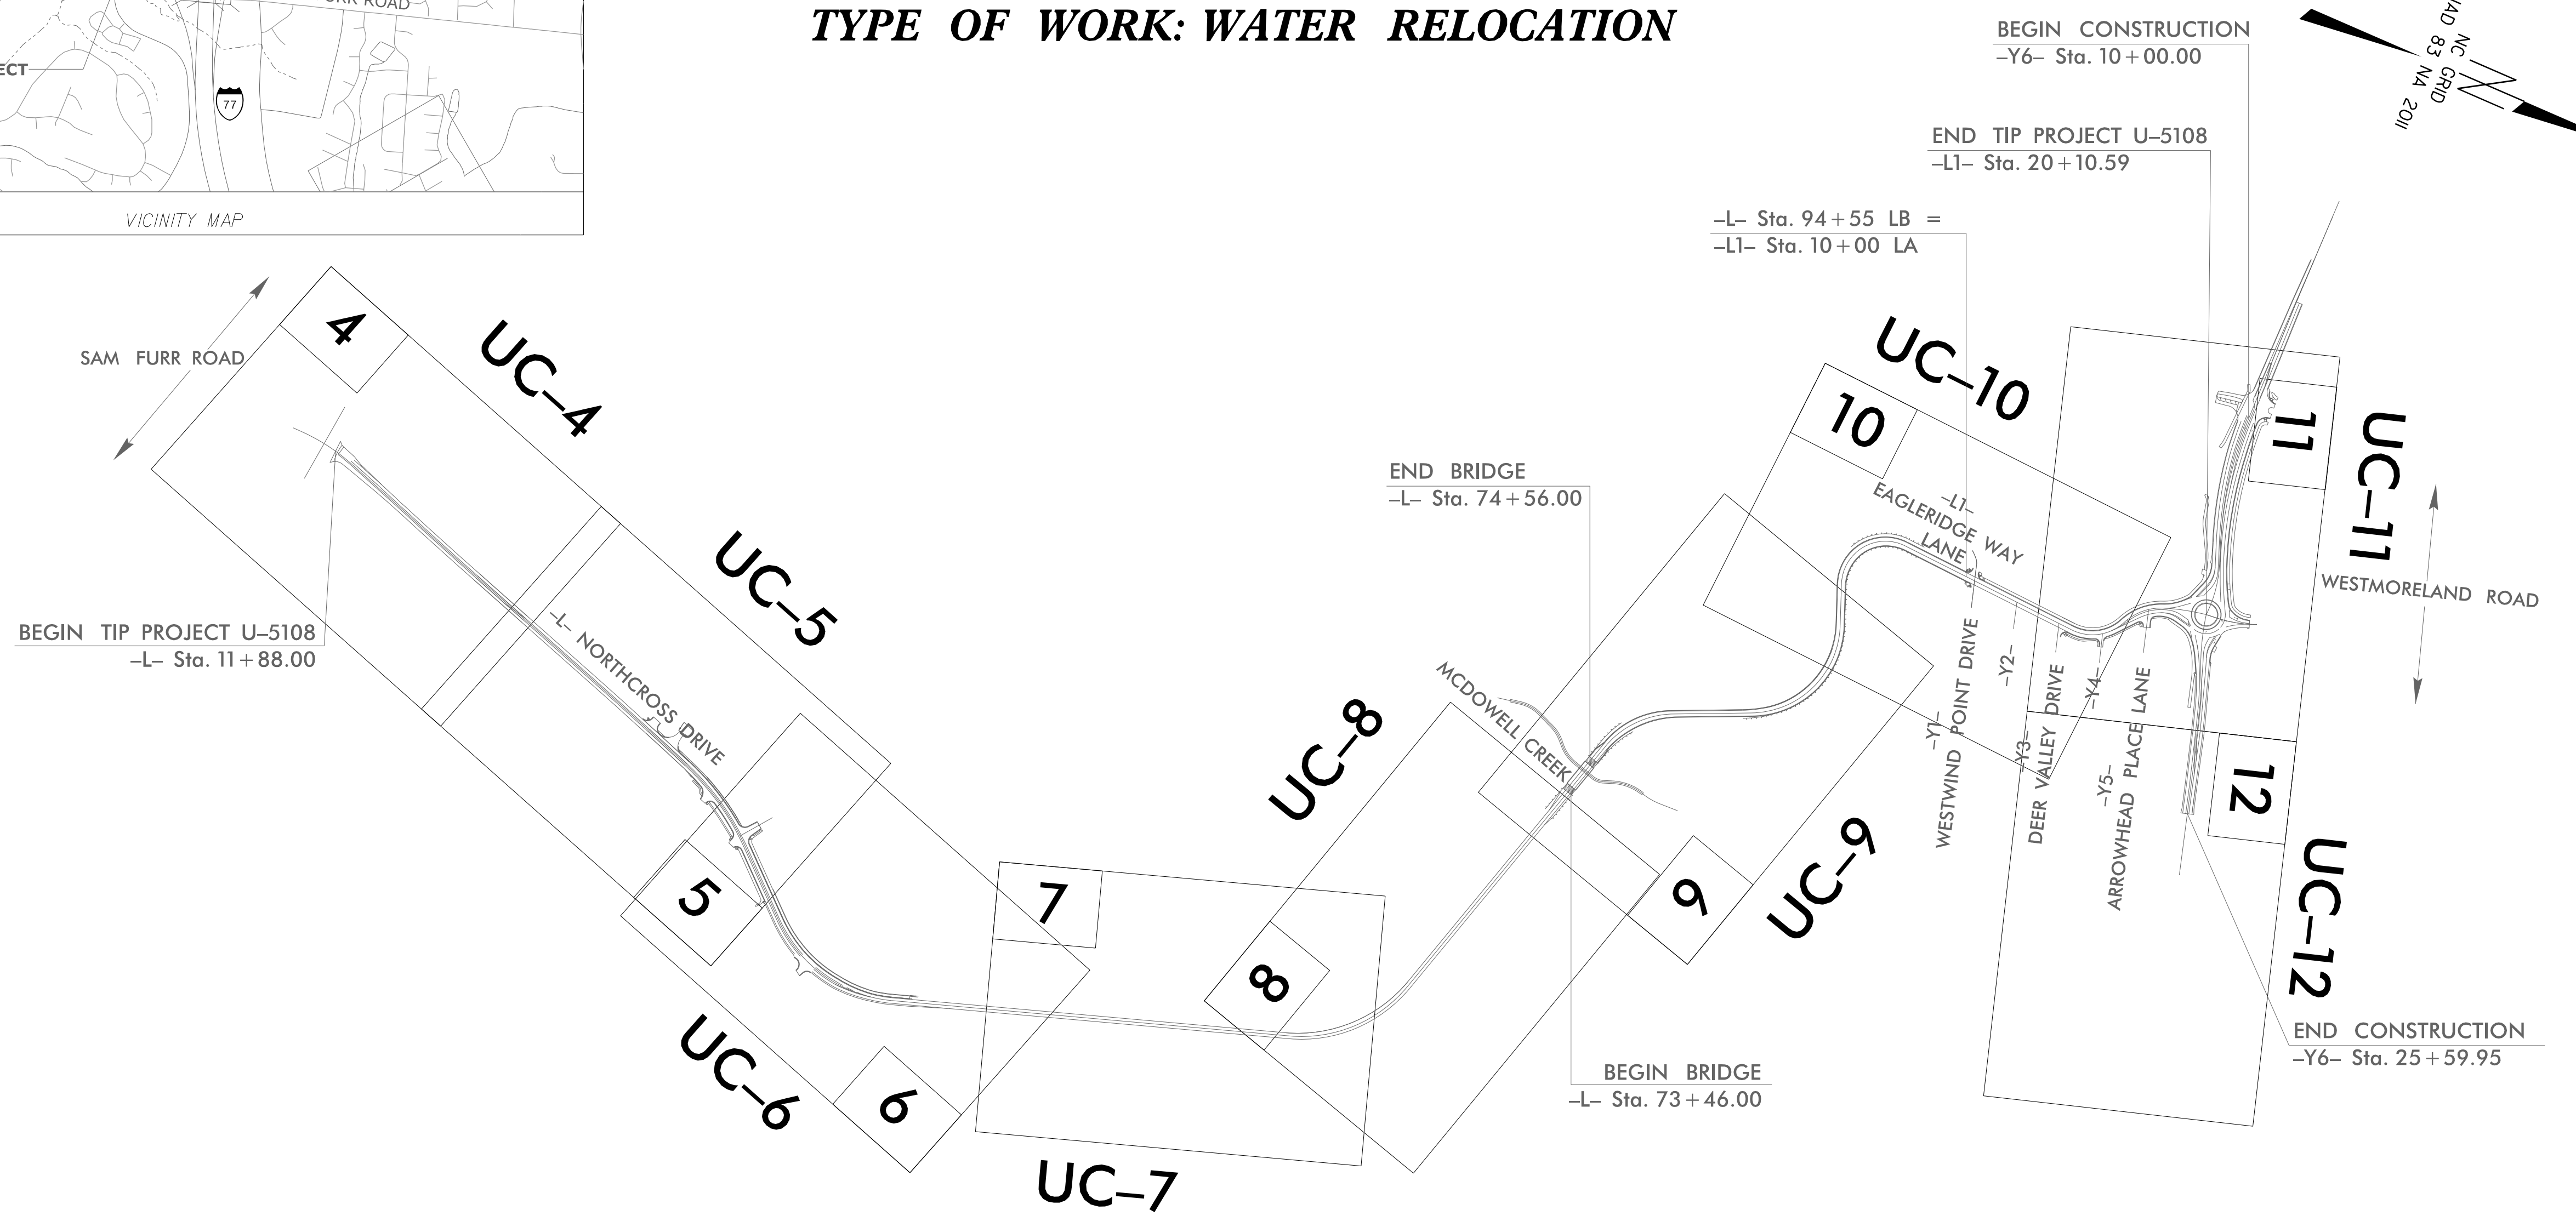 TYPE OF WORK: WATER RELOCATION
ROAD
ECT
77
VICINITY MAP
BEGIN CONSTRUCTION
–Y6– Sta. 10+00.00
END TIP PROJECT U–5108
–L1– Sta. 20+10.59
–L– Sta. 94+55 LB =
–L1– Sta. 10+00 LA
NC GRID
NAD 83 NA 2011
SAM FURR ROAD
4
UC–4
BEGIN TIP PROJECT U–5108
–L– Sta. 11+88.00
UC–5
–L– NORTHCROSS DRIVE
5
UC–6
6
7
UC–7
UC–8
8
MCDOWELL CREEK
END BRIDGE
–L– Sta. 74+56.00
BEGIN BRIDGE
–L– Sta. 73+46.00
9
UC–9
UC–10
10
–L1–
EAGLERIDGE WAY
LANE
–Y1–
WESTWIND POINT DRIVE
–Y2–
–Y3–
DEER VALLEY DRIVE
–Y4–
–Y5–
ARROWHEAD PLACE LANE
11
UC–11
WESTMORELAND ROAD
12
UC–12
END CONSTRUCTION
–Y6– Sta. 25+59.95